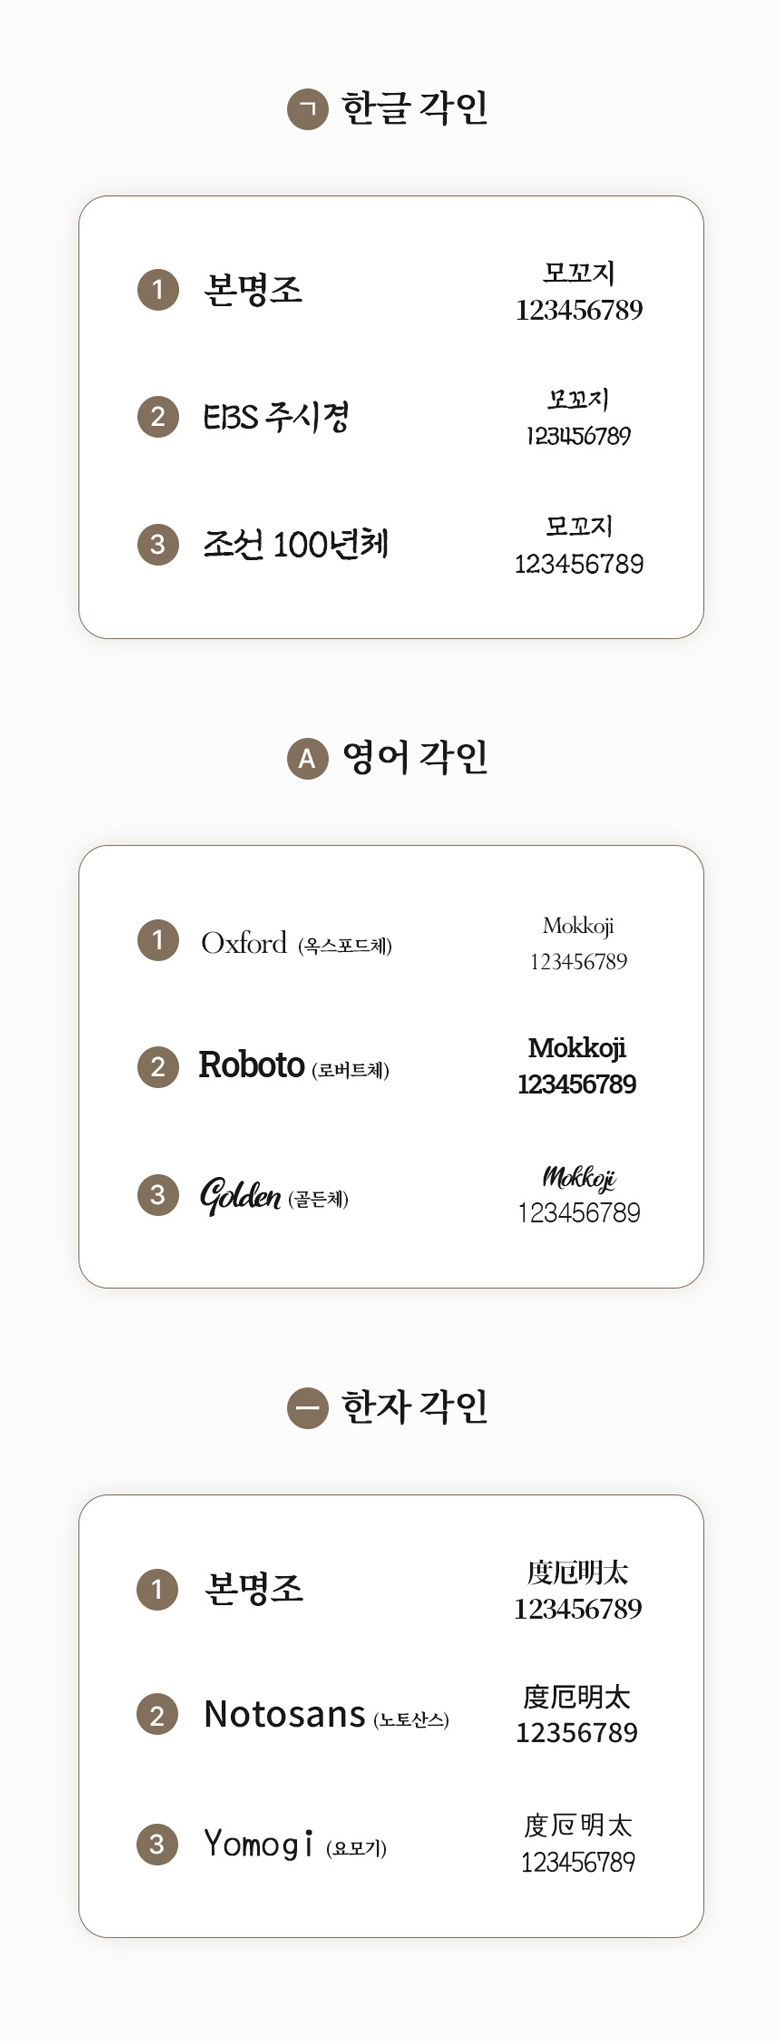 ㄱ 한글 각인
1 본명조
모꼬지
123456789
2 EBS 주시경
모꼬지
123456789
3 조선 100년체
모꼬지
123456789
A 영어 각인
1 Oxford (옥스포드체)
Mokkoji
123456789
2 Roboto (로버트체)
Mokkoji
123456789
3 Golden (골든체)
Mokkoji
123456789
一 한자 각인
1 본명조
度厄明太
123456789
2 Notosans (노토산스)
度厄明太
12356789
3 Yomogi (요모기)
度厄明太
123456789